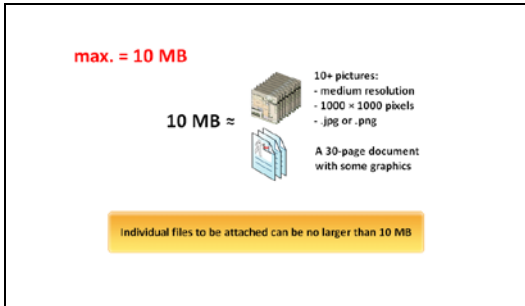 max. = 10 MB
10 MB ≈
10+ pictures:
- medium resolution
- 1000 × 1000 pixels
- .jpg or .png
A 30-page document
with some graphics
Individual files to be attached can be no larger than 10 MB